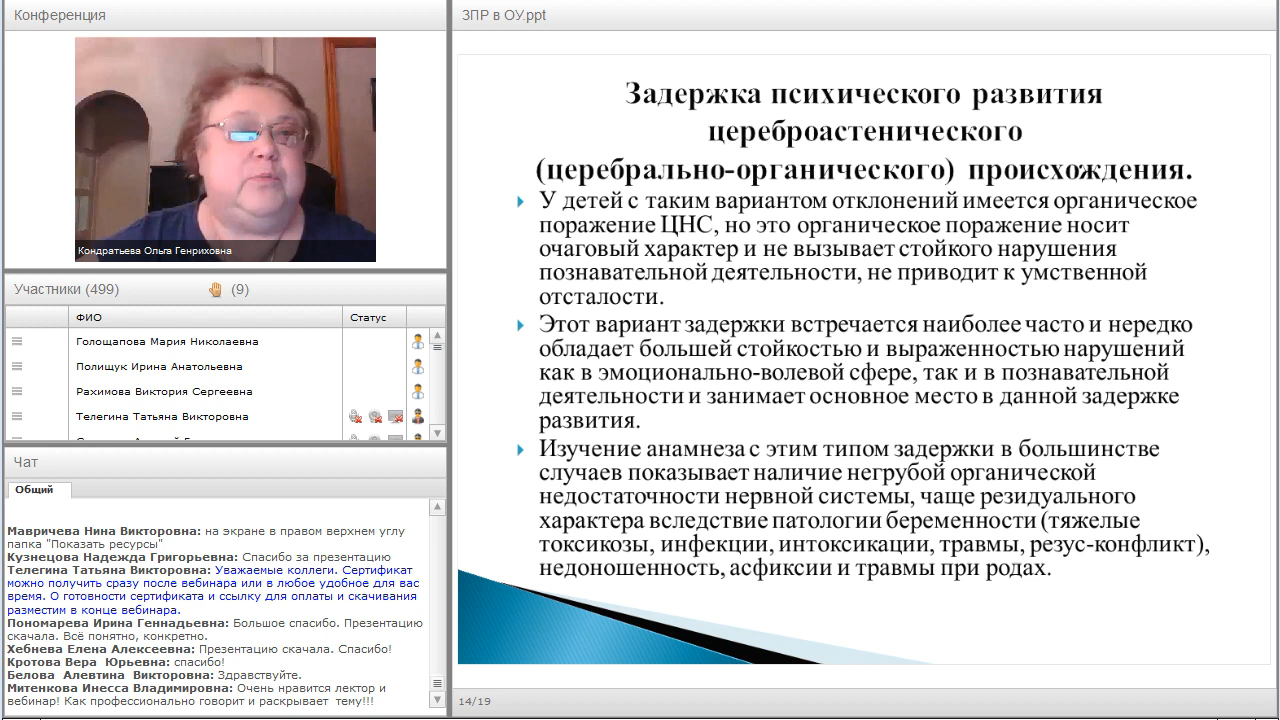 Конференция
Кондратьева Ольга Генриховна
Участники (499)
(9)
ФИО
Статус
Голощапова Мария Николаевна
Полищук Ирина Анатольевна
Рахимова Виктория Сергеевна
Телегина Татьяна Викторовна
Чат
Общий
Мавричева Нина Викторовна: на экране в правом верхнем углу
папка "Показать ресурсы"
Кузнецова Надежда Григорьевна: Спасибо за презентацию
Телегина Татьяна Викторовна: Уважаемые коллеги. Сертификат
можно получить сразу после вебинара или в любое удобное для вас
время. О готовности сертификата и ссылку для оплаты и скачивания
разместим в конце вебинара.
Пономарева Ирина Геннадьевна: Большое спасибо. Презентацию
скачала. Всё понятно, конкретно.
Хебнева Елена Алексеевна: Презентацию скачала. Спасибо!
Кротова Вера Юрьевна: спасибо!
Белова Алевтина Викторовна: Здравствуйте.
Митенкова Инесса Владимировна: Очень нравится лектор и
вебинар! Как профессионально говорит и раскрывает тему!!!
ЗПР в ОУ.ppt
Задержка психического развития
цереброастенического
(церебрально-органического) происхождения.
У детей с таким вариантом отклонений имеется органическое
поражение ЦНС, но это органическое поражение носит
очаговый характер и не вызывает стойкого нарушения
познавательной деятельности, не приводит к умственной
отсталости.
Этот вариант задержки встречается наиболее часто и нередко
обладает большей стойкостью и выраженностью нарушений
как в эмоционально-волевой сфере, так и в познавательной
деятельности и занимает основное место в данной задержке
развития.
Изучение анамнеза с этим типом задержки в большинстве
случаев показывает наличие негрубой органической
недостаточности нервной системы, чаще резидуального
характера вследствие патологии беременности (тяжелые
токсикозы, инфекции, интоксикации, травмы, резус-конфликт),
недоношенность, асфиксии и травмы при родах.
14/19